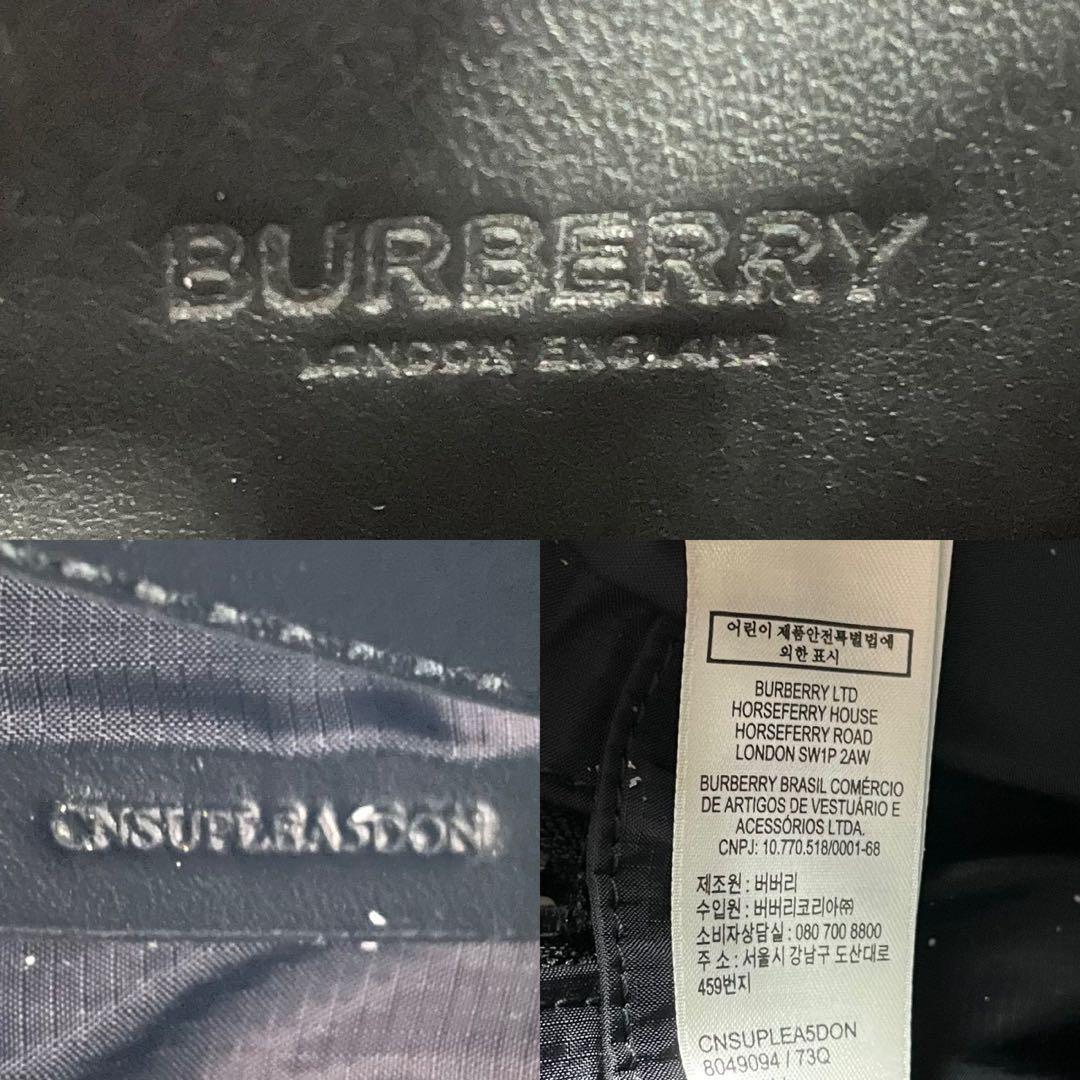 BURBERRY
LONDON ENGLAND
CNSUPLEA5DON
어린이 제품안전특별법에
의한 표시
BURBERRY LTD
HORSEFERRY HOUSE
HORSEFERRY ROAD
LONDON SW1P 2AW
BURBERRY BRASIL COMÉRCIO
DE ARTIGOS DE VESTUÁRIO E
ACESSÓRIOS LTDA.
CNPJ: 10.770.518/0001-68
제조원 : 버버리
수입원 : 버버리코리아㈜
소비자상담실 : 080 700 8800
주 소 : 서울시 강남구 도산대로
459번지
CNSUPLEA5DON
8049094 / 73Q